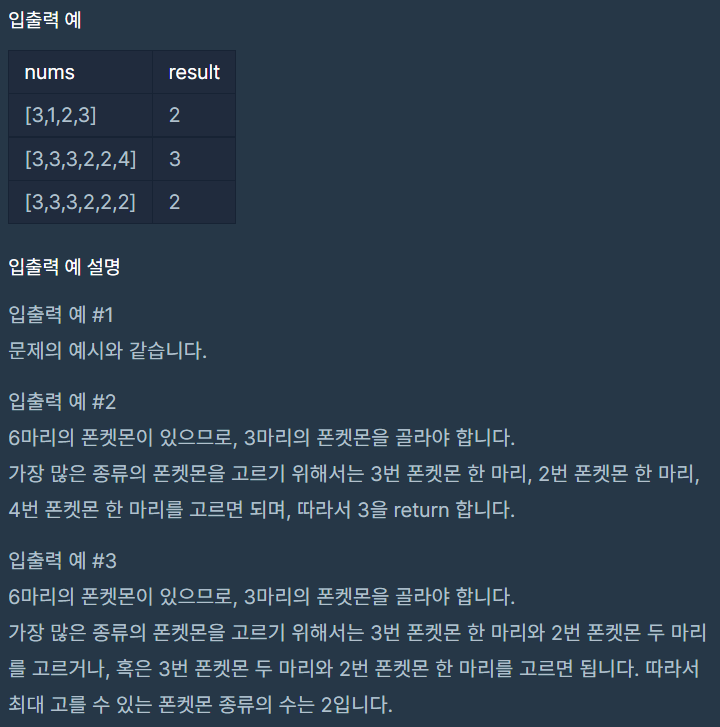 입출력 예
nums result
[3,1,2,3] 2
[3,3,3,2,2,4] 3
[3,3,3,2,2,2] 2
입출력 예 설명
입출력 예 #1
문제의 예시와 같습니다.
입출력 예 #2
6마리의 폰켓몬이 있으므로, 3마리의 폰켓몬을 골라야 합니다.
가장 많은 종류의 폰켓몬을 고르기 위해서는 3번 폰켓몬 한 마리, 2번 폰켓몬 한 마리,
4번 폰켓몬 한 마리를 고르면 되며, 따라서 3을 return 합니다.
입출력 예 #3
6마리의 폰켓몬이 있으므로, 3마리의 폰켓몬을 골라야 합니다.
가장 많은 종류의 폰켓몬을 고르기 위해서는 3번 폰켓몬 한 마리와 2번 폰켓몬 두 마리
를 고르거나, 혹은 3번 폰켓몬 두 마리와 2번 폰켓몬 한 마리를 고르면 됩니다. 따라서
최대 고를 수 있는 폰켓몬 종류의 수는 2입니다.